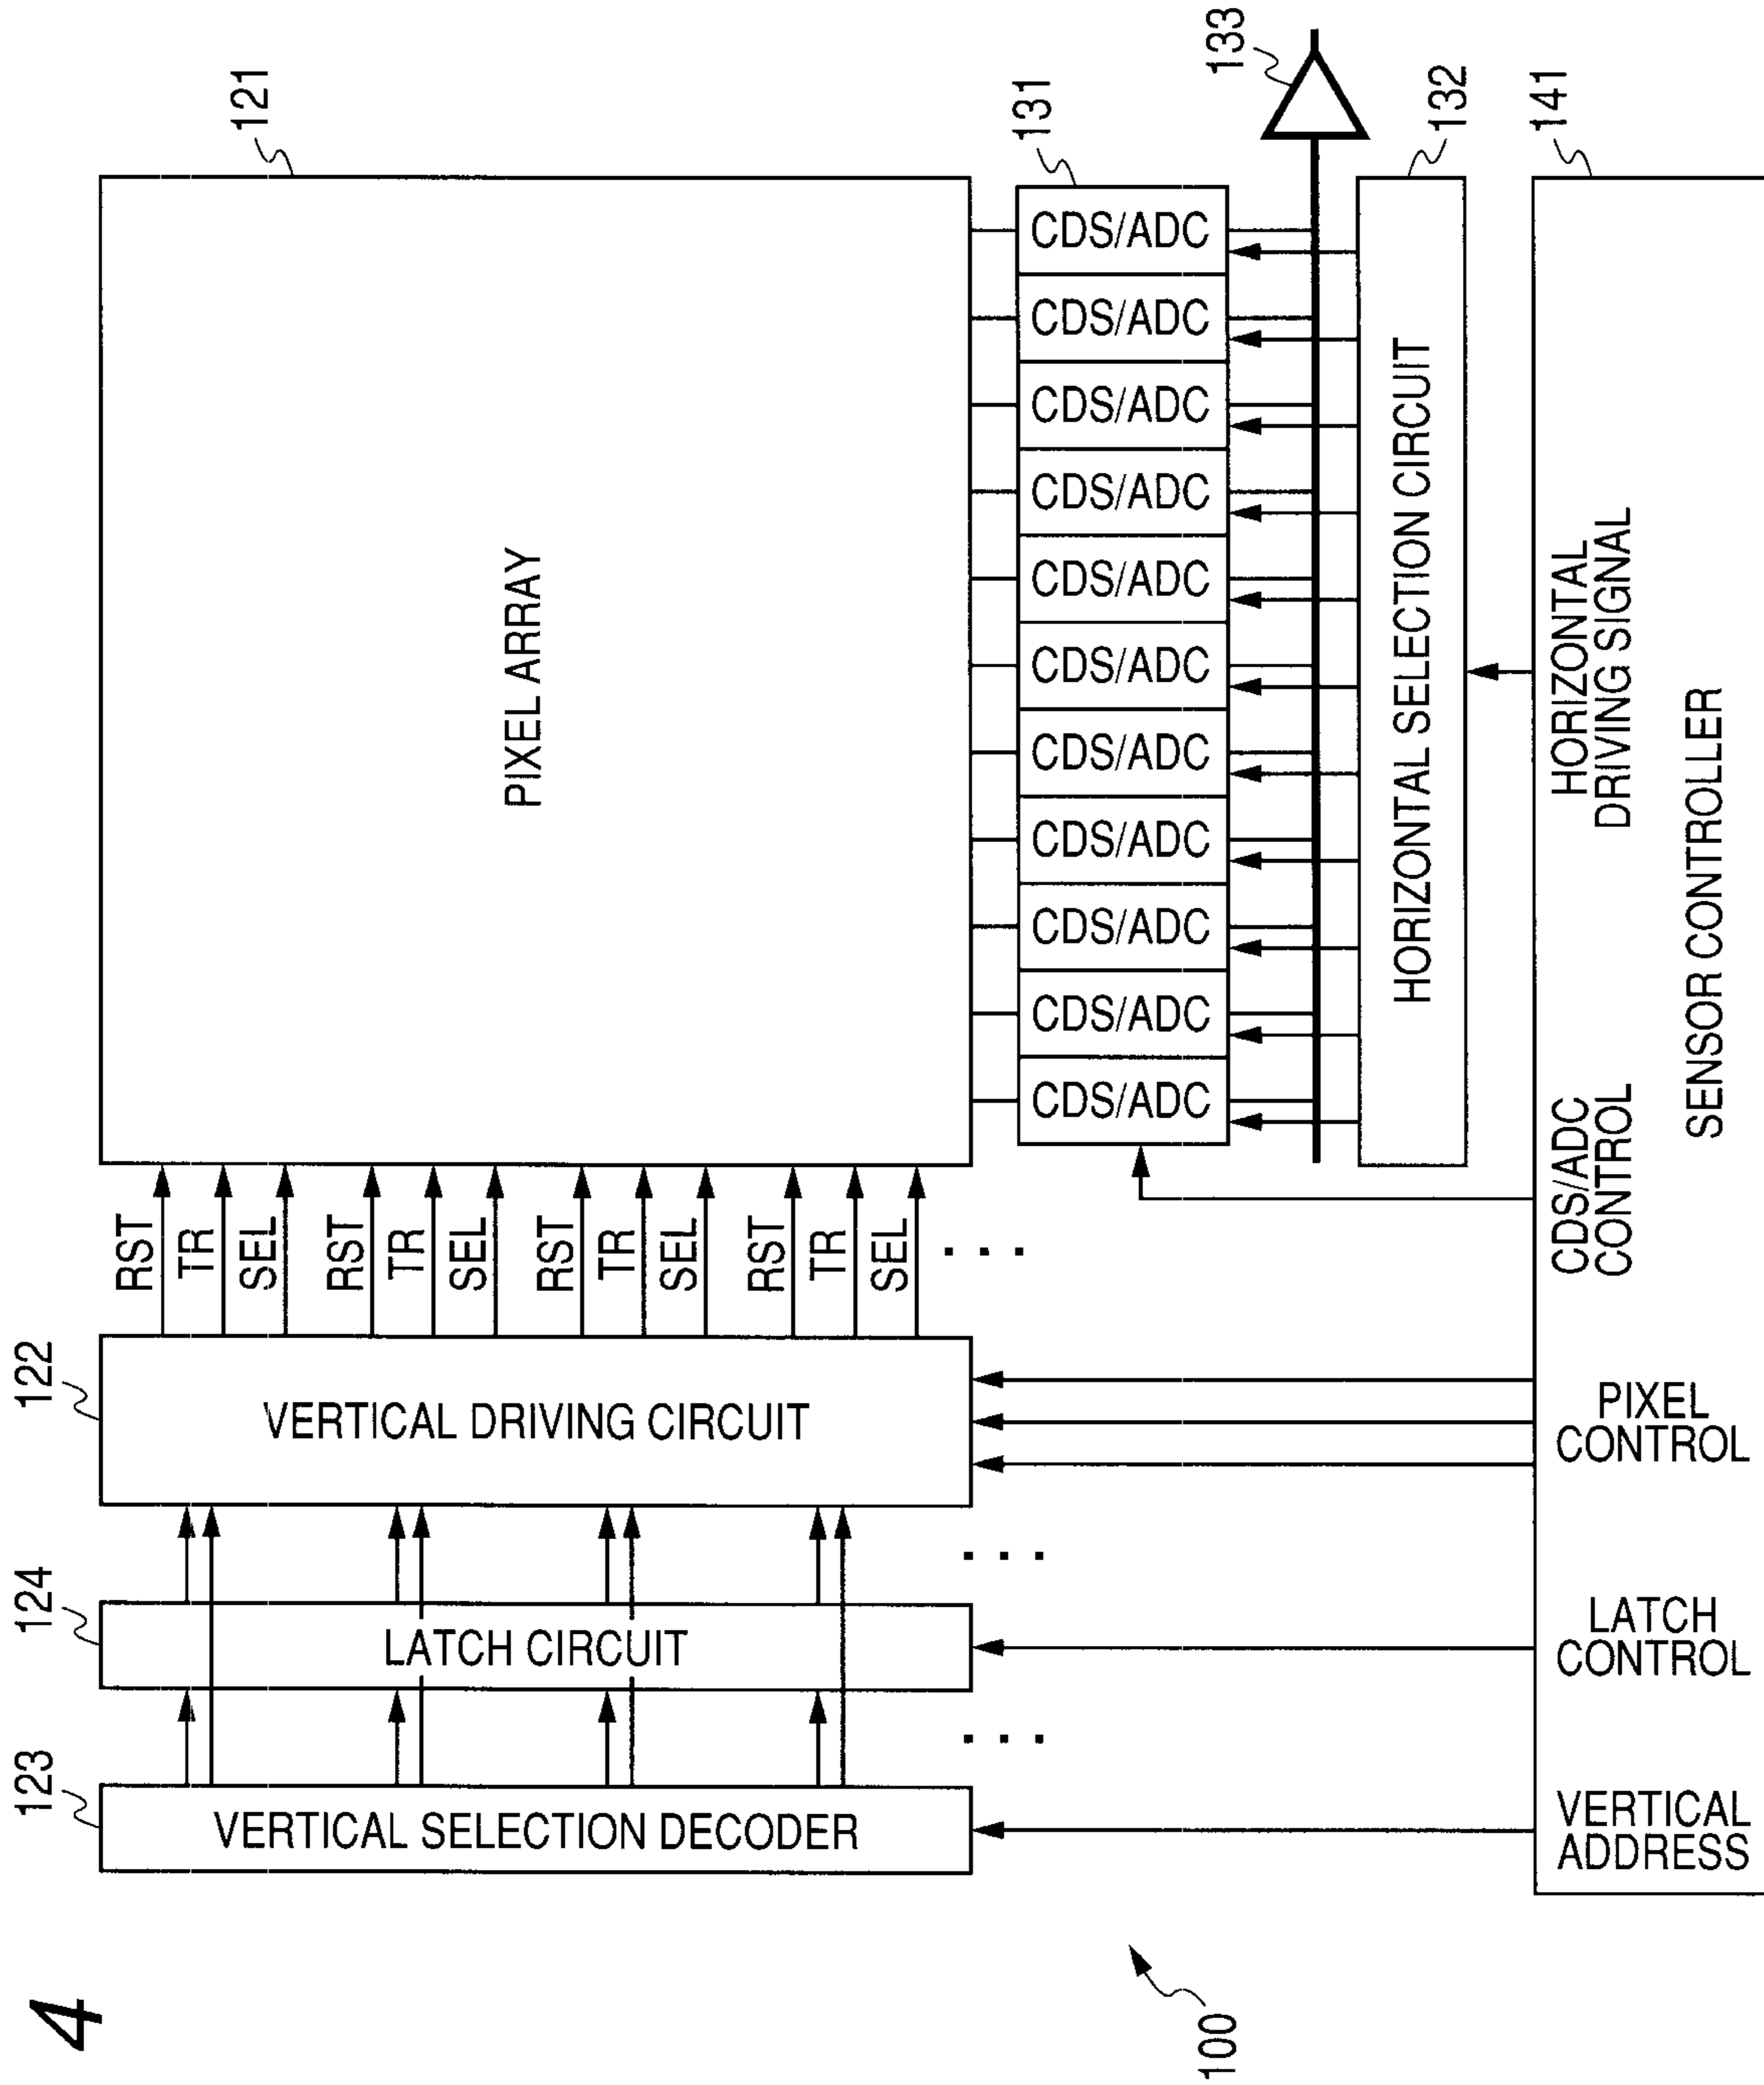 4
100
123
124
122
121
VERTICAL SELECTION DECODER
LATCH CIRCUIT
VERTICAL DRIVING CIRCUIT
RST
TR
SEL
RST
TR
SEL
RST
TR
SEL
RST
TR
SEL
. . .
. . .
. . .
PIXEL ARRAY
131
CDS/ADC
CDS/ADC
CDS/ADC
CDS/ADC
CDS/ADC
CDS/ADC
CDS/ADC
CDS/ADC
CDS/ADC
CDS/ADC
CDS/ADC
133
HORIZONTAL SELECTION CIRCUIT
132
141
VERTICAL
ADDRESS
LATCH
CONTROL
PIXEL
CONTROL
CDS/ADC
CONTROL
HORIZONTAL
DRIVING SIGNAL
SENSOR CONTROLLER